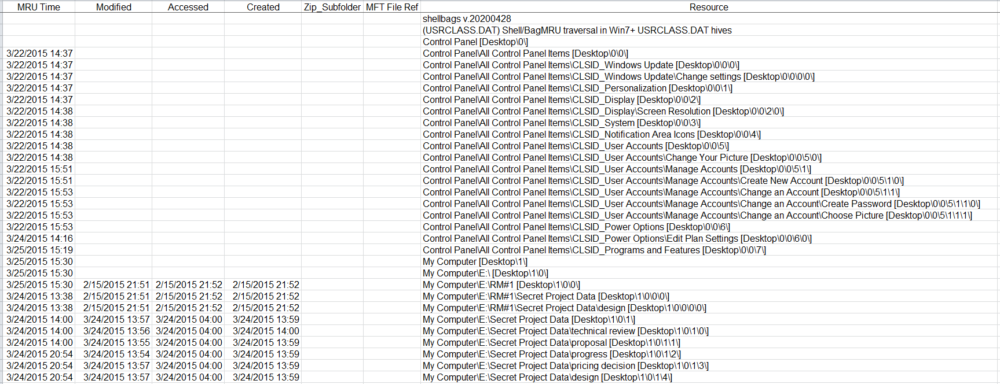 MRU Time Modified Accessed Created Zip_Subfolder MFT File Ref Resource
shellbags v.20200428
(USRCLASS.DAT) Shell/BagMRU traversal in Win7+ USRCLASS.DAT hives
Control Panel [Desktop\0\]
3/22/2015 14:37 Control Panel\All Control Panel Items [Desktop\0\0\]
3/22/2015 14:37 Control Panel\All Control Panel Items\CLSID_Windows Update [Desktop\0\0\0\]
3/22/2015 14:37 Control Panel\All Control Panel Items\CLSID_Windows Update\Change settings [Desktop\0\0\0\0\]
3/22/2015 14:37 Control Panel\All Control Panel Items\CLSID_Personalization [Desktop\0\0\1\]
3/22/2015 14:37 Control Panel\All Control Panel Items\CLSID_Display [Desktop\0\0\2\]
3/22/2015 14:38 Control Panel\All Control Panel Items\CLSID_Display\Screen Resolution [Desktop\0\0\2\0\]
3/22/2015 14:38 Control Panel\All Control Panel Items\CLSID_System [Desktop\0\0\3\]
3/22/2015 14:38 Control Panel\All Control Panel Items\CLSID_Notification Area Icons [Desktop\0\0\4\]
3/22/2015 14:38 Control Panel\All Control Panel Items\CLSID_User Accounts [Desktop\0\0\5\]
3/22/2015 14:38 Control Panel\All Control Panel Items\CLSID_User Accounts\Change Your Picture [Desktop\0\0\5\0\]
3/22/2015 15:51 Control Panel\All Control Panel Items\CLSID_User Accounts\Manage Accounts [Desktop\0\0\5\1\]
3/22/2015 15:51 Control Panel\All Control Panel Items\CLSID_User Accounts\Manage Accounts\Create New Account [Desktop\0\0\5\1\0\]
3/22/2015 15:53 Control Panel\All Control Panel Items\CLSID_User Accounts\Manage Accounts\Change an Account [Desktop\0\0\5\1\1\]
3/22/2015 15:53 Control Panel\All Control Panel Items\CLSID_User Accounts\Manage Accounts\Change an Account\Create Password [Desktop\0\0\5\1\1\0\]
3/22/2015 15:53 Control Panel\All Control Panel Items\CLSID_User Accounts\Manage Accounts\Change an Account\Choose Picture [Desktop\0\0\5\1\1\1\]
3/22/2015 15:53 Control Panel\All Control Panel Items\CLSID_Power Options [Desktop\0\0\6\]
3/24/2015 14:16 Control Panel\All Control Panel Items\CLSID_Power Options\Edit Plan Settings [Desktop\0\0\6\0\]
3/25/2015 15:19 Control Panel\All Control Panel Items\CLSID_Programs and Features [Desktop\0\0\7\]
3/25/2015 15:30 My Computer [Desktop\1\]
3/25/2015 15:30 My Computer\E:\ [Desktop\1\0\]
3/25/2015 15:30 2/15/2015 21:51 2/15/2015 21:52 2/15/2015 21:52 My Computer\E:\RM#1 [Desktop\1\0\0\]
3/24/2015 13:38 2/15/2015 21:51 2/15/2015 21:52 2/15/2015 21:52 My Computer\E:\RM#1\Secret Project Data [Desktop\1\0\0\0\]
3/24/2015 13:38 2/15/2015 21:51 2/15/2015 21:52 2/15/2015 21:52 My Computer\E:\RM#1\Secret Project Data\design [Desktop\1\0\0\0\0\]
3/24/2015 14:00 3/24/2015 13:57 3/24/2015 04:00 3/24/2015 13:59 My Computer\E:\Secret Project Data [Desktop\1\0\1\]
3/24/2015 14:00 3/24/2015 13:56 3/24/2015 04:00 3/24/2015 14:00 My Computer\E:\Secret Project Data\technical review [Desktop\1\0\1\0\]
3/24/2015 14:00 3/24/2015 13:55 3/24/2015 04:00 3/24/2015 13:59 My Computer\E:\Secret Project Data\proposal [Desktop\1\0\1\1\]
3/24/2015 20:54 3/24/2015 13:54 3/24/2015 04:00 3/24/2015 13:59 My Computer\E:\Secret Project Data\progress [Desktop\1\0\1\2\]
3/24/2015 20:54 3/24/2015 13:57 3/24/2015 04:00 3/24/2015 13:59 My Computer\E:\Secret Project Data\pricing decision [Desktop\1\0\1\3\]
3/24/2015 20:54 3/24/2015 13:57 3/24/2015 04:00 3/24/2015 13:59 My Computer\E:\Secret Project Data\design [Desktop\1\0\1\4\]